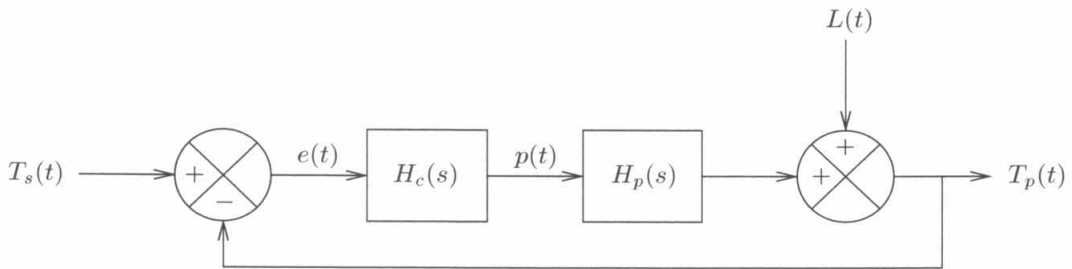 L(t)
+
T_s(t)
+
−
e(t)
H_c(s)
p(t)
H_p(s)
+
T_p(t)